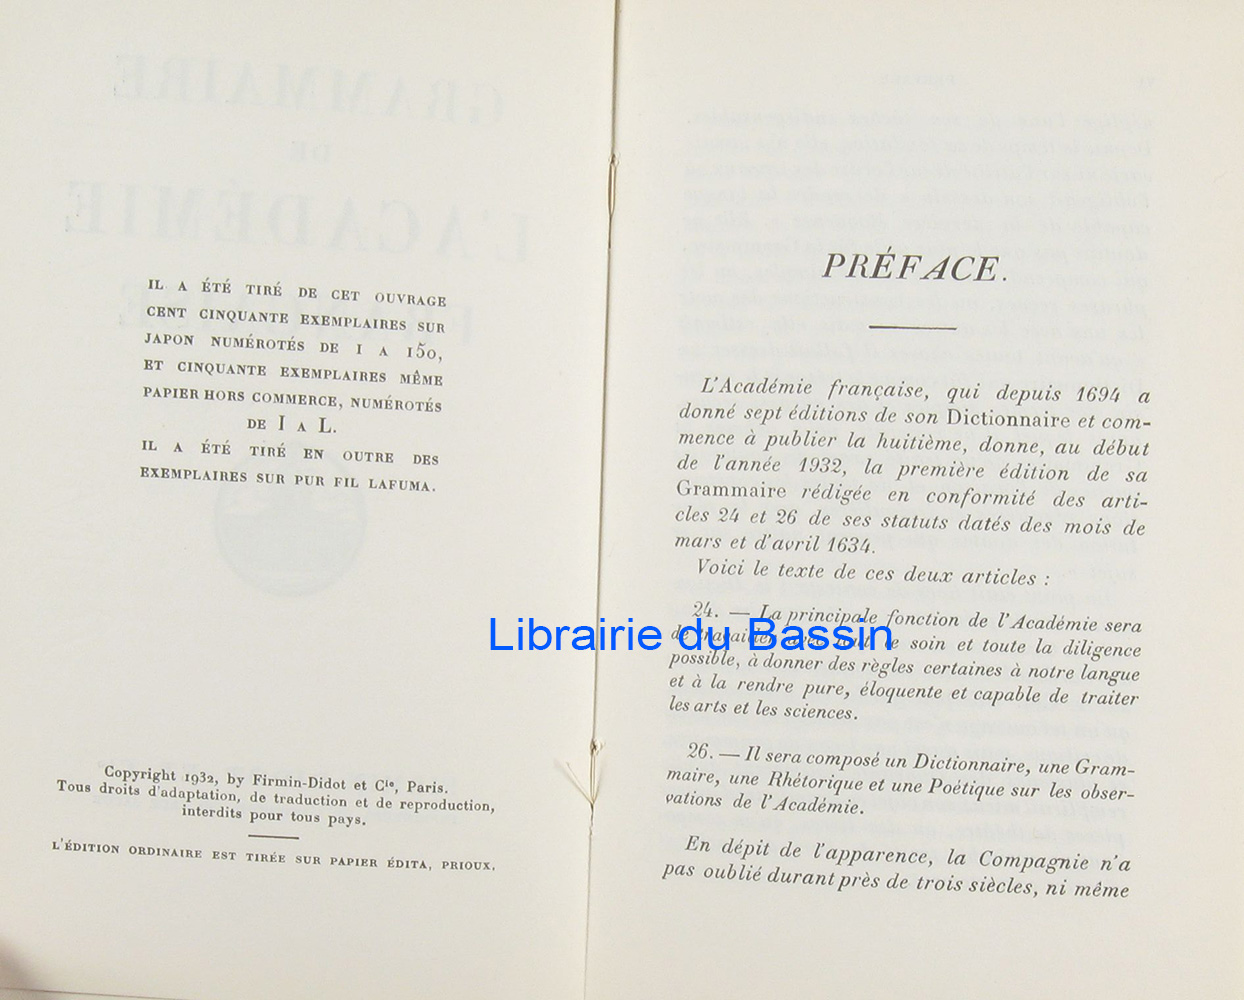 IL A ÉTÉ TIRÉ DE CET OUVRAGE
CENT CINQUANTE EXEMPLAIRES SUR
JAPON NUMÉROTÉS DE 1 A 150,
ET CINQUANTE EXEMPLAIRES MÊME
PAPIER HORS COMMERCE, NUMÉROTÉS
DE I A L.
IL A ÉTÉ TIRÉ EN OUTRE DES
EXEMPLAIRES SUR PUR FIL LAFUMA.
Copyright 1932, by Firmin-Didot et Cie, Paris.
Tous droits d'adaptation, de traduction et de reproduction,
interdits pour tous pays.
L'ÉDITION ORDINAIRE EST TIRÉE SUR PAPIER ÉDITA, PRIOUX.
PRÉFACE.
L'Académie française, qui depuis 1694 a
donné sept éditions de son Dictionnaire et com-
mence à publier la huitième, donne, au début
de l'année 1932, la première édition de sa
Grammaire rédigée en conformité des arti-
cles 24 et 26 de ses statuts datés des mois de
mars et d'avril 1634.
Voici le texte de ces deux articles :
24. — La principale fonction de l'Académie sera
de travailler avec tout le soin et toute la diligence
possible, à donner des règles certaines à notre langue
et à la rendre pure, éloquente et capable de traiter
les arts et les sciences.
26. — Il sera composé un Dictionnaire, une Gram-
maire, une Rhétorique et une Poétique sur les obser-
vations de l'Académie.
En dépit de l'apparence, la Compagnie n'a
pas oublié durant près de trois siècles, ni même
Librairie du Bassin